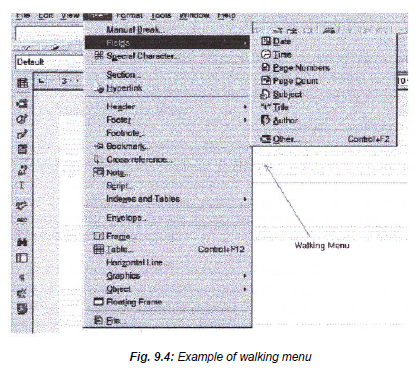 File Edit View Format Tools Window Help
Manual Break...
Fields
Special Character...
Section...
Hyperlink
Header
Footer
Footnote...
Bookmark...
Cross-reference...
Note...
Script...
Indexes and Tables
Envelope...
Frame
Table... Control+F12
Horizontal Line...
Graphics
Object
Floating Frame
File...
Default
Date
Time
Page Numbers
Page Count
Subject
Title
Author
Other... Control+F2
Walking Menu
Fig. 9.4: Example of walking menu